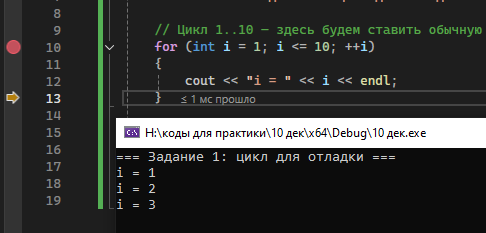 8
9 // Цикл 1..10 — здесь будем ставить обычную
10 for (int i = 1; i <= 10; ++i)
11 {
12 cout << "i = " << i << endl;
13 } ≤ 1 мс прошло
14
15
16
17
18
19
C:\ H:\коды для практики\10 дек\x64\Debug\10 дек.exe
=== Задание 1: цикл для отладки ===
i = 1
i = 2
i = 3